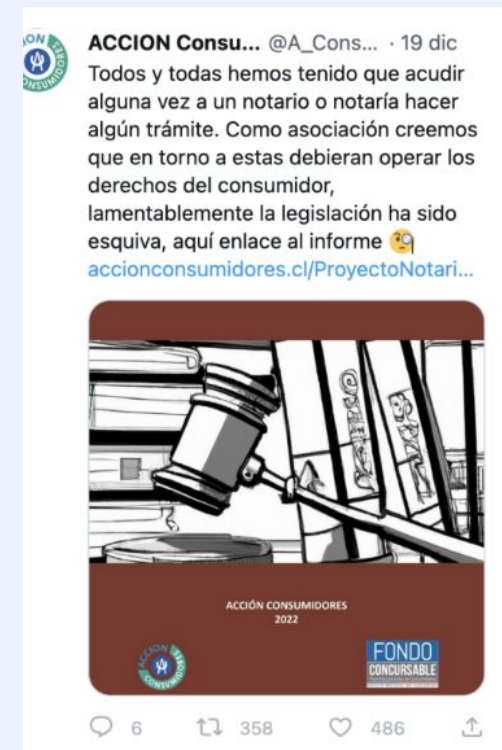 ACCION Consu... @A_Cons... · 19 dic
Todos y todas hemos tenido que acudir
alguna vez a un notario o notaría hacer
algún trámite. Como asociación creemos
que en torno a estas debieran operar los
derechos del consumidor,
lamentablemente la legislación ha sido
esquiva, aquí enlace al informe 🧐
accionconsumidores.cl/ProyectoNotari...
ACCIÓN CONSUMIDORES
2022
ACCION
CONSUMIDORES
FONDO
CONCURSABLE
6 358 486